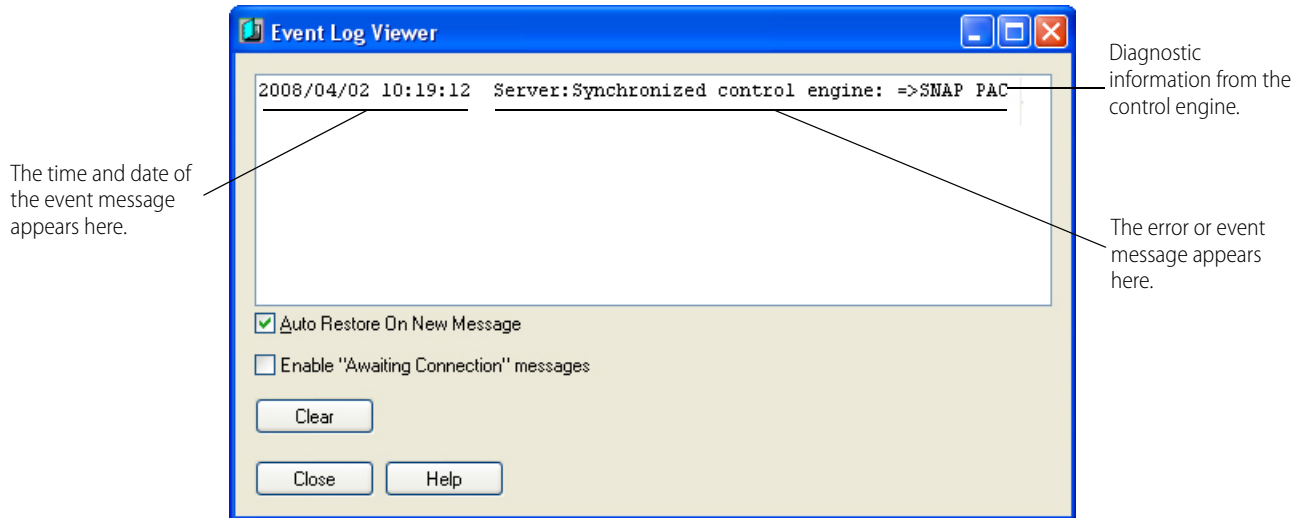 Event Log Viewer
2008/04/02 10:19:12 Server:Synchronized control engine: =>SNAP PAC
Diagnostic
information from the
control engine.
The time and date of
the event message
appears here.
The error or event
message appears
here.
Auto Restore On New Message
Enable "Awaiting Connection" messages
Clear
Close Help